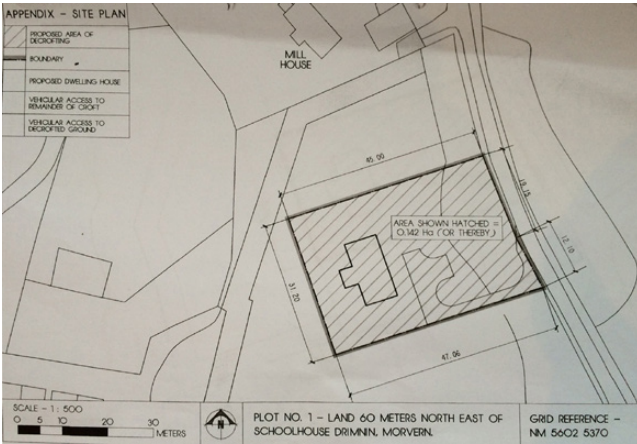 APPENDIX - SITE PLAN
PROPOSED AREA OF
DECROFTING
BOUNDARY
PROPOSED DWELLING HOUSE
VEHICULAR ACCESS TO
REMAINDER OF CROFT
VEHICULAR ACCESS TO
DECROFTED GROUND
MILL
HOUSE
45.00
19.15
AREA SHOWN HATCHED =
0.142 Ha (OR THEREBY)
12.10
31.20
47.06
SCALE - 1: 500
0 5 10 20 30
METERS
N
PLOT NO. 1 - LAND 60 METERS NORTH EAST OF
SCHOOLHOUSE DRIMNIN, MORVERN.
GRID REFERENCE -
NM 5602 5370